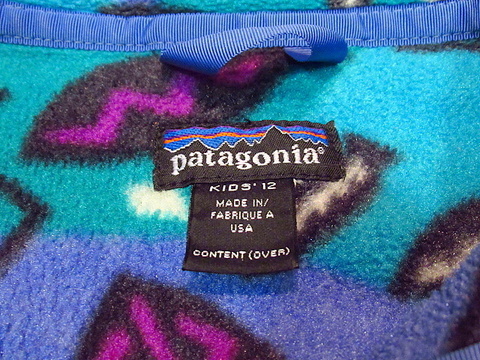 patagonia®
KIDS' 12
MADE IN/
FABRIQUE A
USA
CONTENT (OVER)